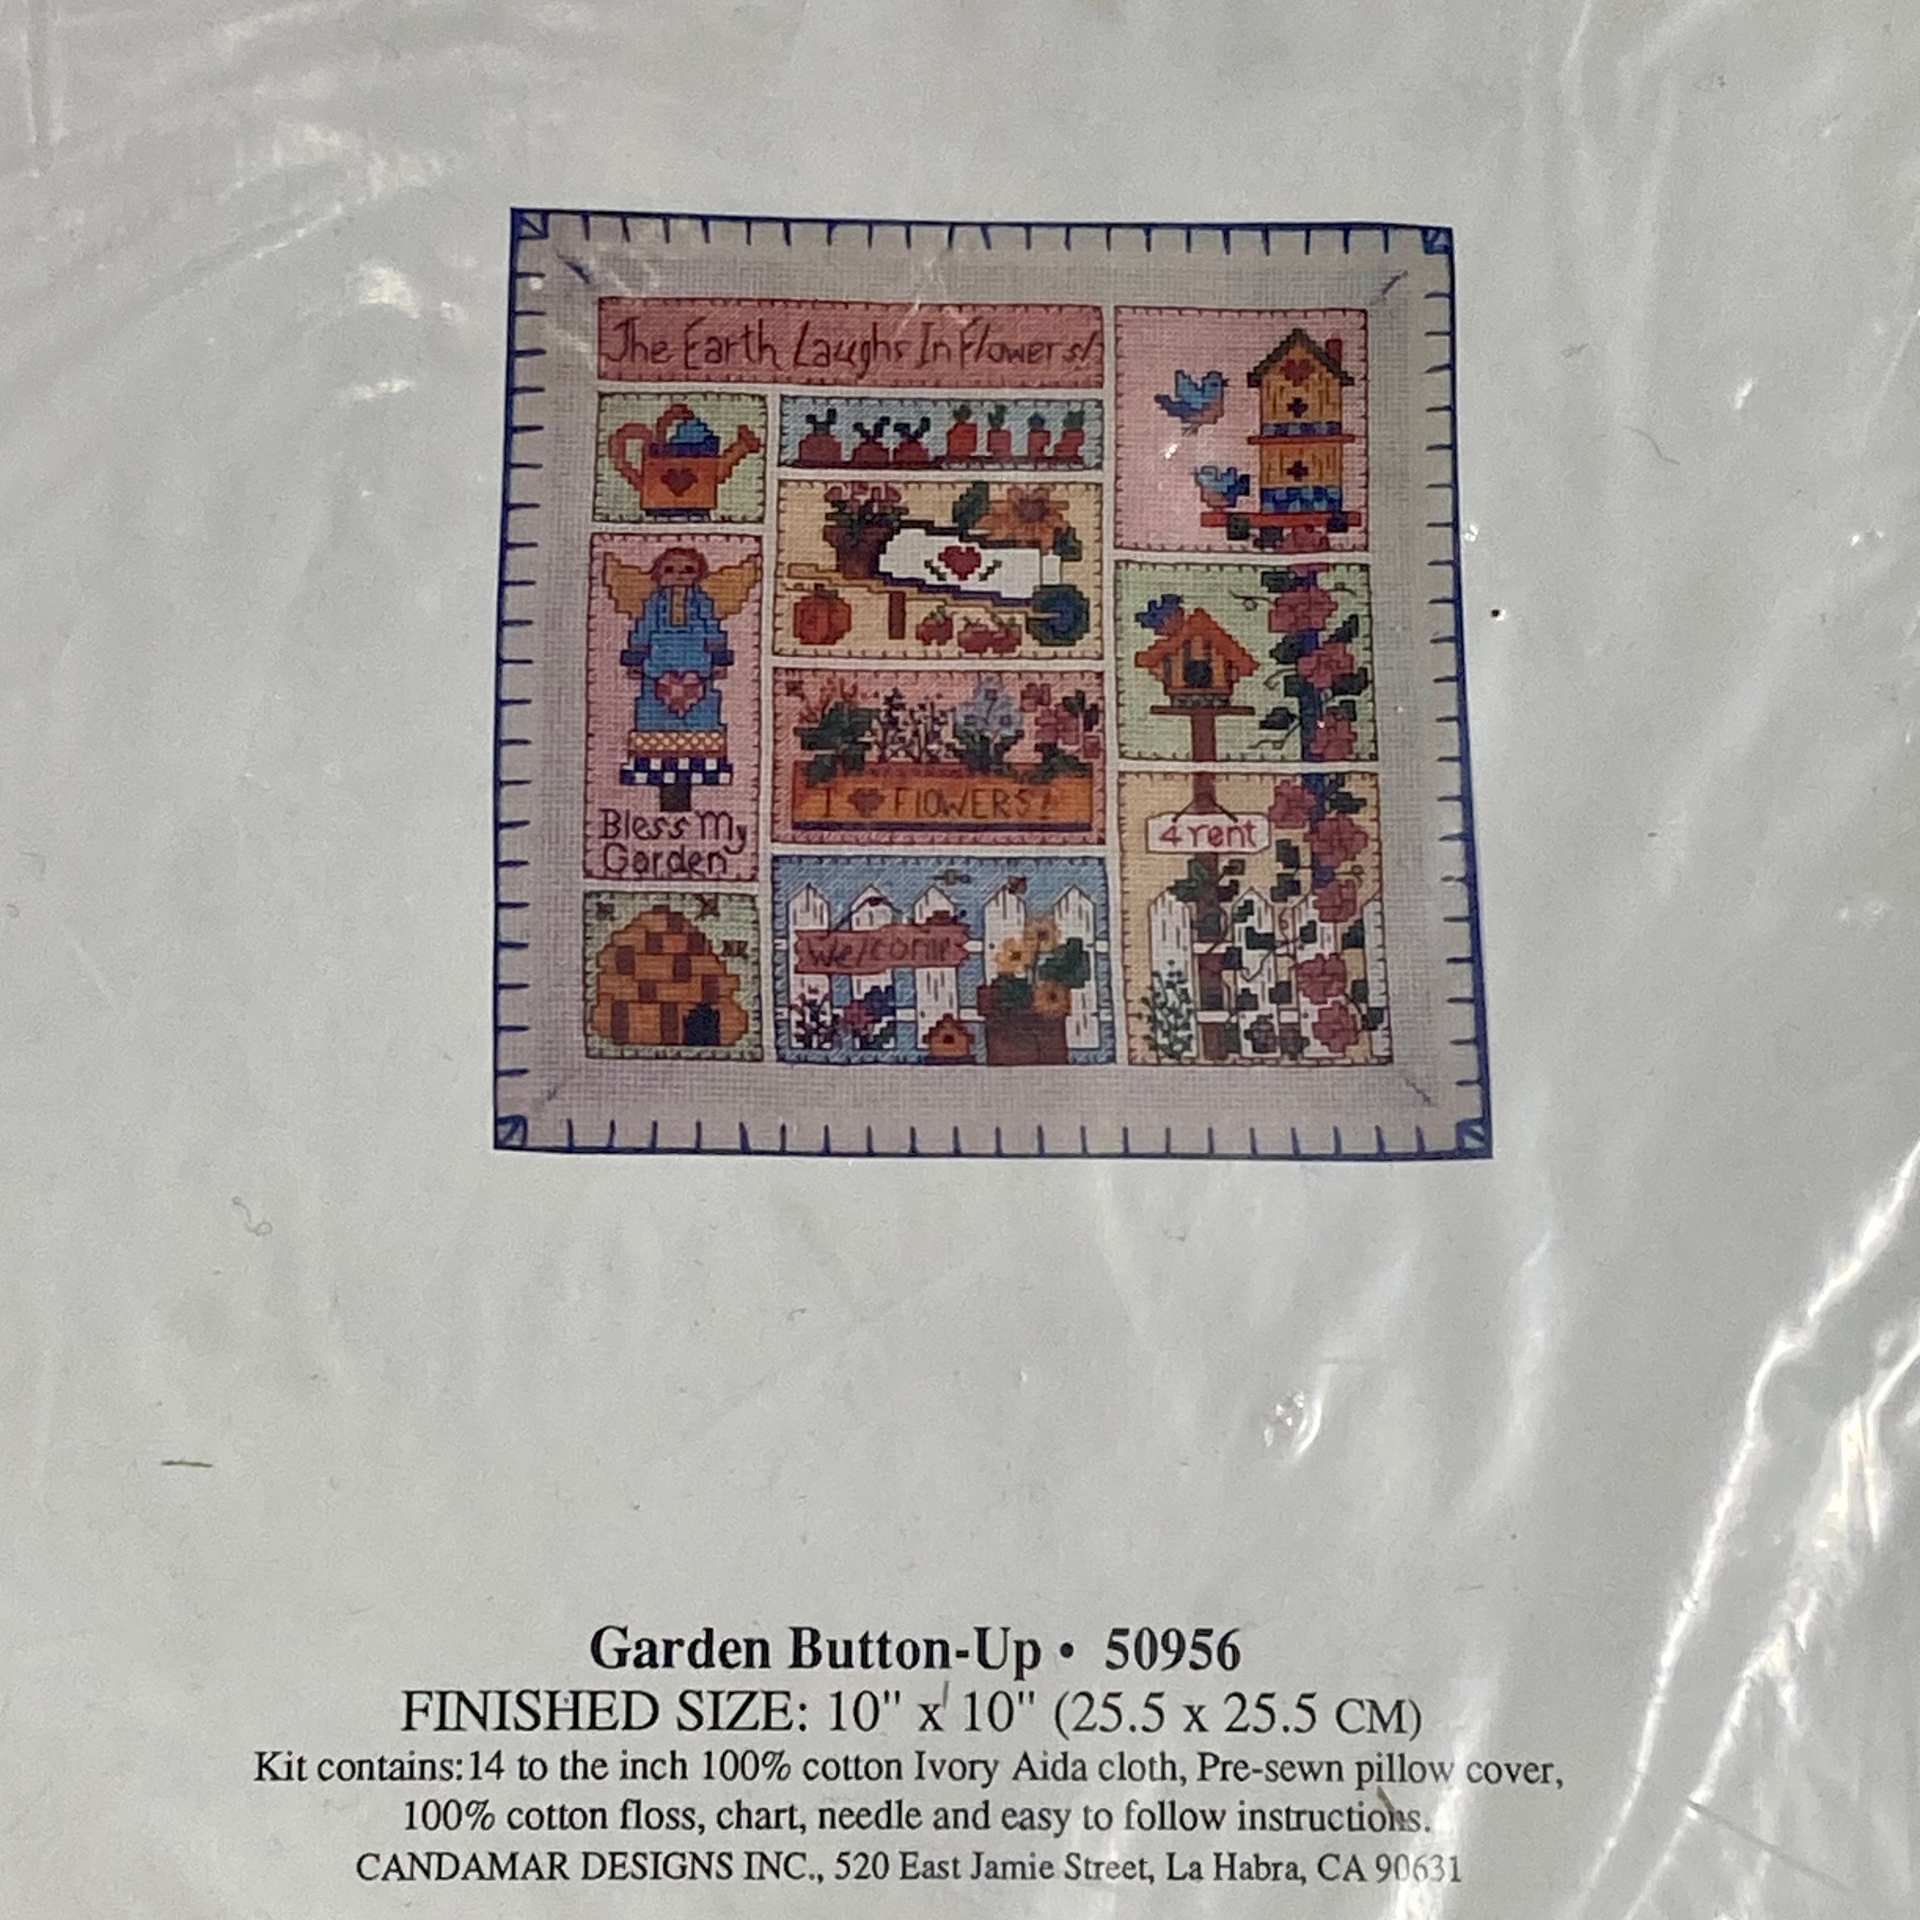 The Earth Laughs In Flowers!
Bless My
Garden
I FlOWERS!
4 rent
Welcome
Garden Button-Up • 50956
FINISHED SIZE: 10" x 10" (25.5 x 25.5 CM)
Kit contains:14 to the inch 100% cotton Ivory Aida cloth, Pre-sewn pillow cover,
100% cotton floss, chart, needle and easy to follow instructions.
CANDAMAR DESIGNS INC., 520 East Jamie Street, La Habra, CA 90631